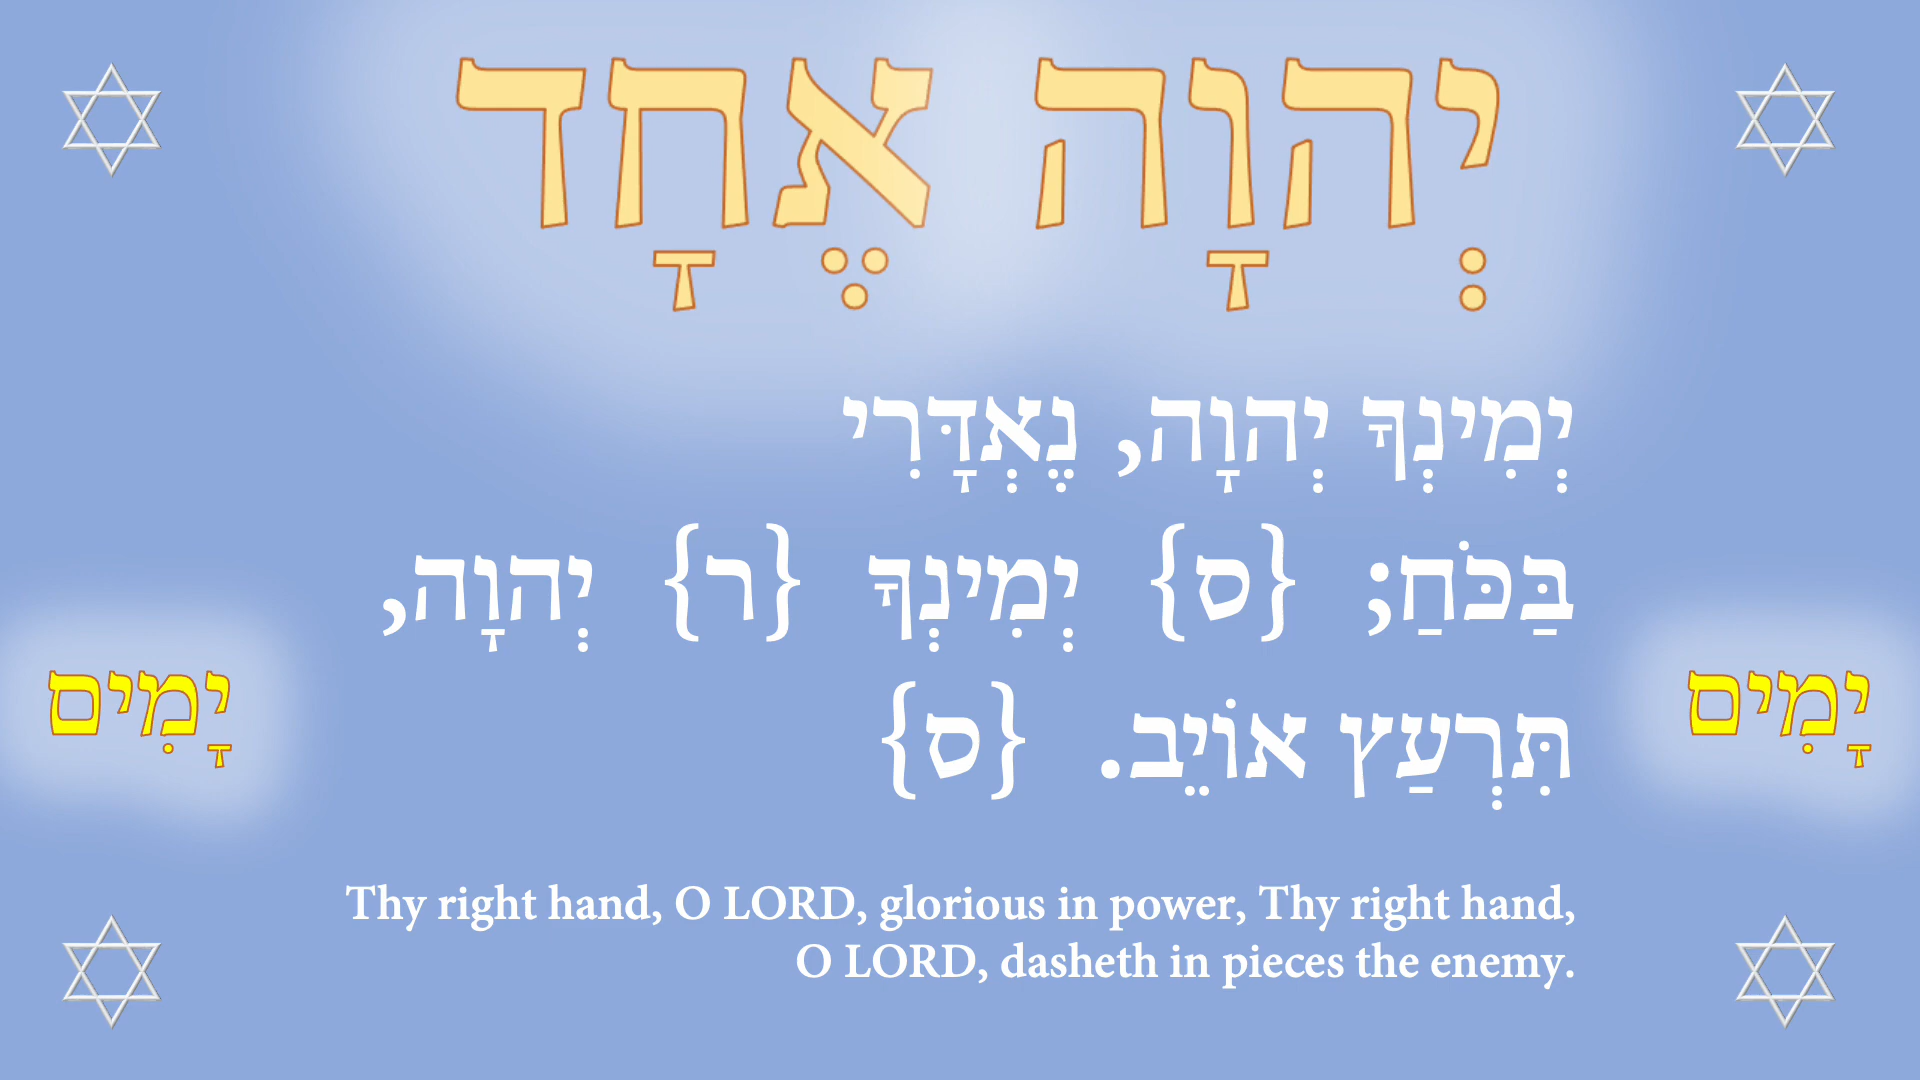 יְהוָה אֶחָד
יְמִינְךָ יְהוָה, נֶאְדָּרִי
בַּכֹּחַ; {ס} יְמִינְךָ {ר} יְהוָה,
תִּרְעַץ אוֹיֵב. {ס}
יָמִים
יָמִים
Thy right hand, O LORD, glorious in power, Thy right hand,
O LORD, dasheth in pieces the enemy.